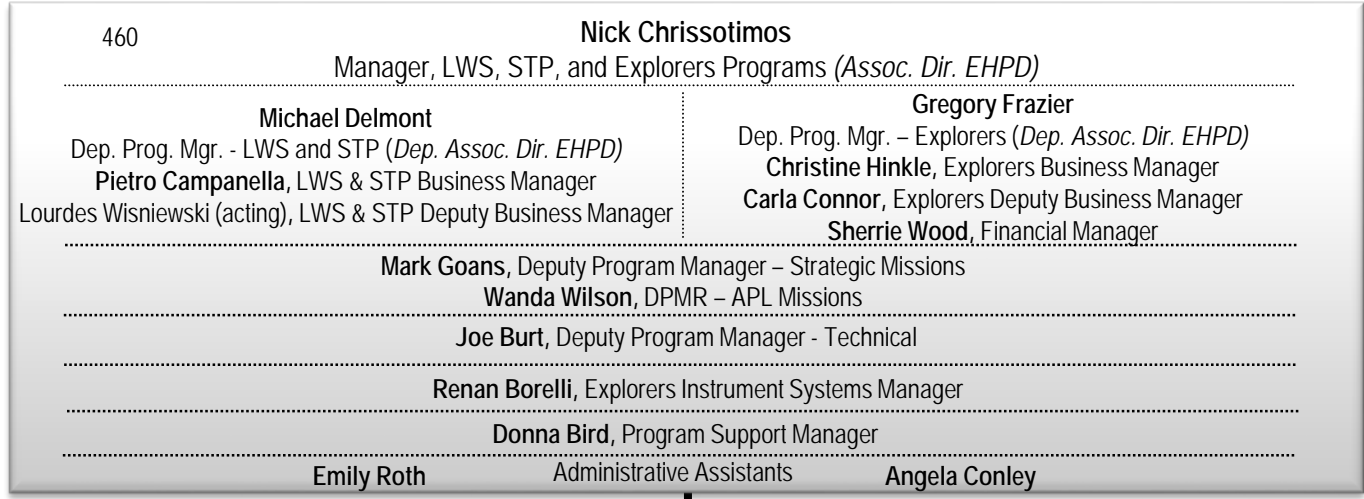 460
Nick Chrissotimos
Manager, LWS, STP, and Explorers Programs (Assoc. Dir. EHPD)
Michael Delmont
Dep. Prog. Mgr. - LWS and STP (Dep. Assoc. Dir. EHPD)
Pietro Campanella, LWS & STP Business Manager
Lourdes Wisniewski (acting), LWS & STP Deputy Business Manager
Gregory Frazier
Dep. Prog. Mgr. – Explorers (Dep. Assoc. Dir. EHPD)
Christine Hinkle, Explorers Business Manager
Carla Connor, Explorers Deputy Business Manager
Sherrie Wood, Financial Manager
Mark Goans, Deputy Program Manager – Strategic Missions
Wanda Wilson, DPMR – APL Missions
Joe Burt, Deputy Program Manager - Technical
Renan Borelli, Explorers Instrument Systems Manager
Donna Bird, Program Support Manager
Emily Roth Administrative Assistants Angela Conley